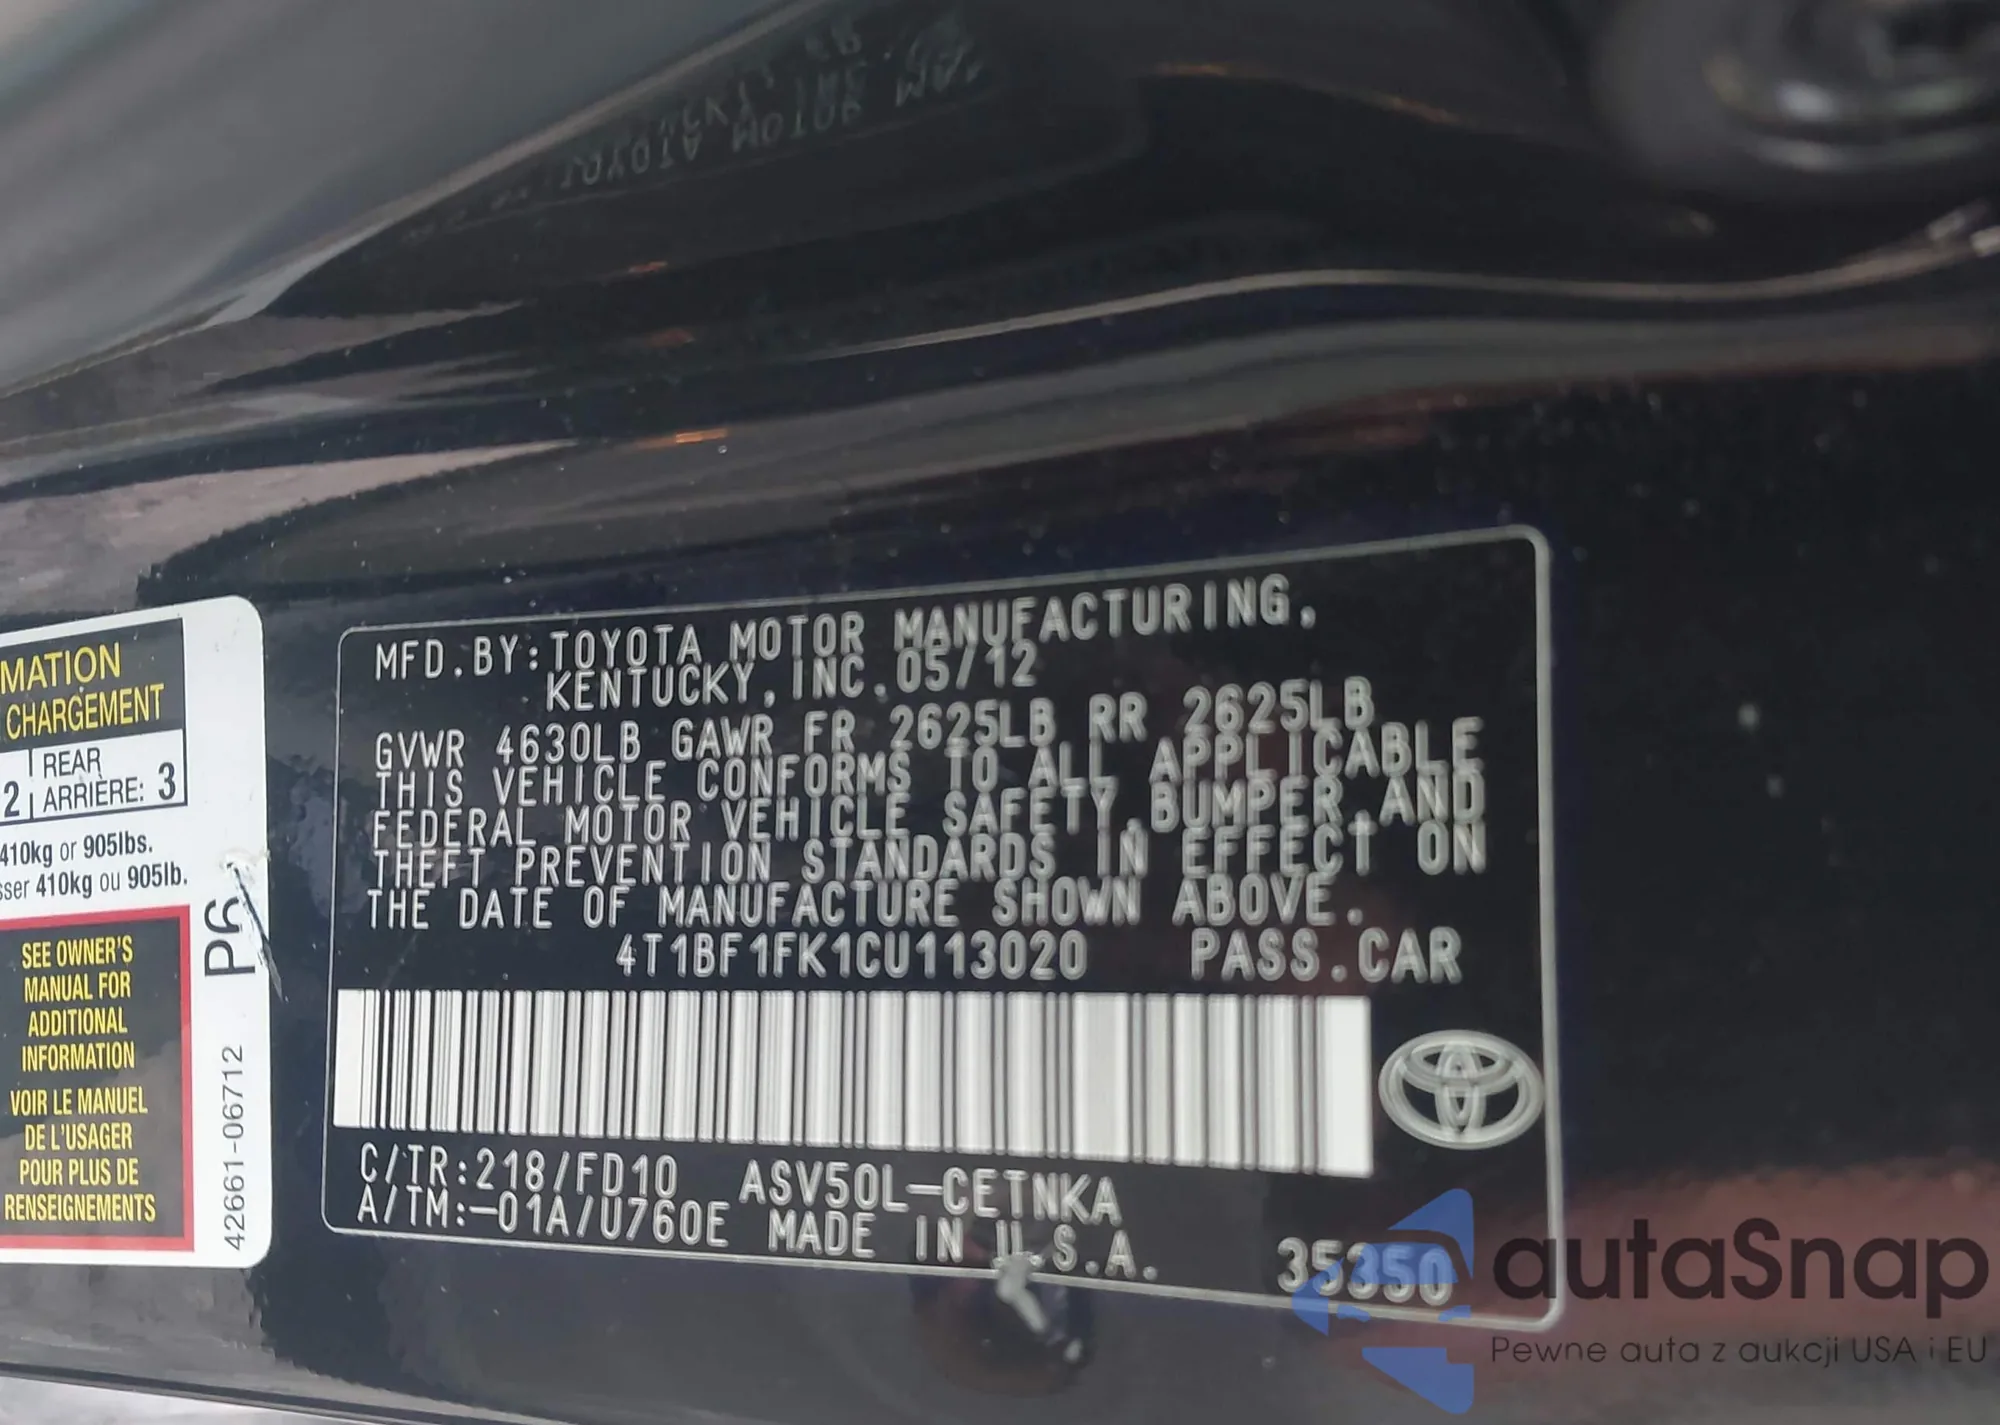 MATION
CHARGEMENT
2 REAR
ARRIÈRE: 3
410kg or 905lbs.
sser 410kg ou 905lb.
SEE OWNER'S
MANUAL FOR
ADDITIONAL
INFORMATION
VOIR LE MANUEL
DE L'USAGER
POUR PLUS DE
RENSEIGNEMENTS
P6
42661-06712
MFD.BY:TOYOTA MOTOR MANUFACTURING,
KENTUCKY, INC. 05/12
GVWR 4630LB GAWR FR 2625LB RR 2625LB
THIS VEHICLE CONFORMS TO ALL APPLICABLE
FEDERAL MOTOR VEHICLE SAFETY, BUMPER, AND
THEFT PREVENTION STANDARDS IN EFFECT ON
THE DATE OF MANUFACTURE SHOWN ABOVE.
4T1BF1FK1CU113020 PASS.CAR
C/TR:218/FD10 ASV50L-CETNKA
A/TM:-01A/U760E MADE IN U.S.A. 35350
autaSnap
Pewne auta z aukcji USA i EU